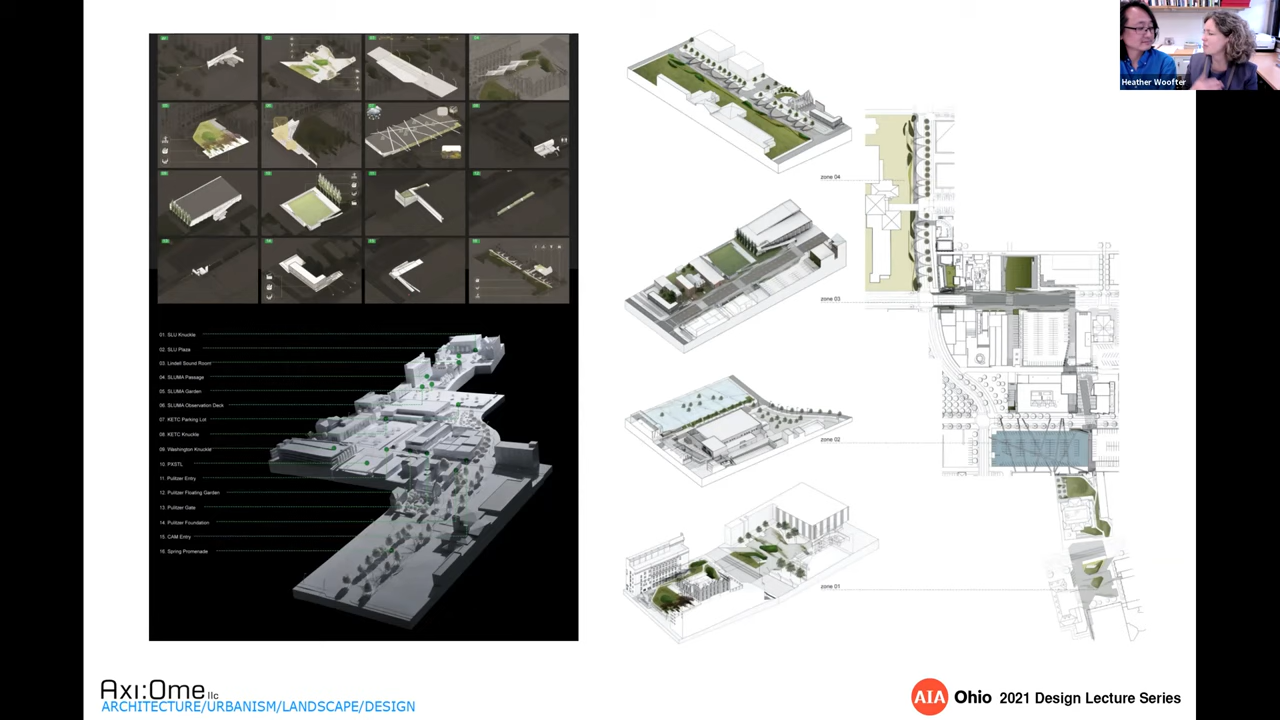 Heather Woofter
01. SLU Knuckle
02. SLU Plaza
03. Lindell Sound Room
04. SLUMA Passage
05. SLUMA Garden
06. SLUMA Observation Deck
07. KETC Parking Lot
08. KETC Knuckle
09. Washington Knuckle
10. PXSTL
11. Pulitzer Entry
12. Pulitzer Floating Garden
13. Pulitzer Gate
14. Pulitzer Foundation
15. CAM Entry
16. Spring Promenade
zone 04
zone 03
zone 02
zone 01
Axi:Ome llc
ARCHITECTURE/URBANISM/LANDSCAPE/DESIGN
AIA Ohio 2021 Design Lecture Series